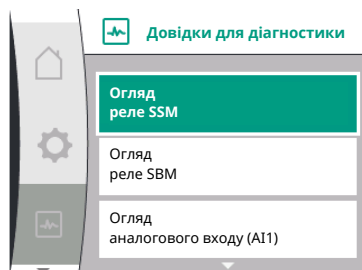 Довідки для діагностики
Огляд
реле SSM
Огляд
реле SBM
Огляд
аналогового входу (AI1)